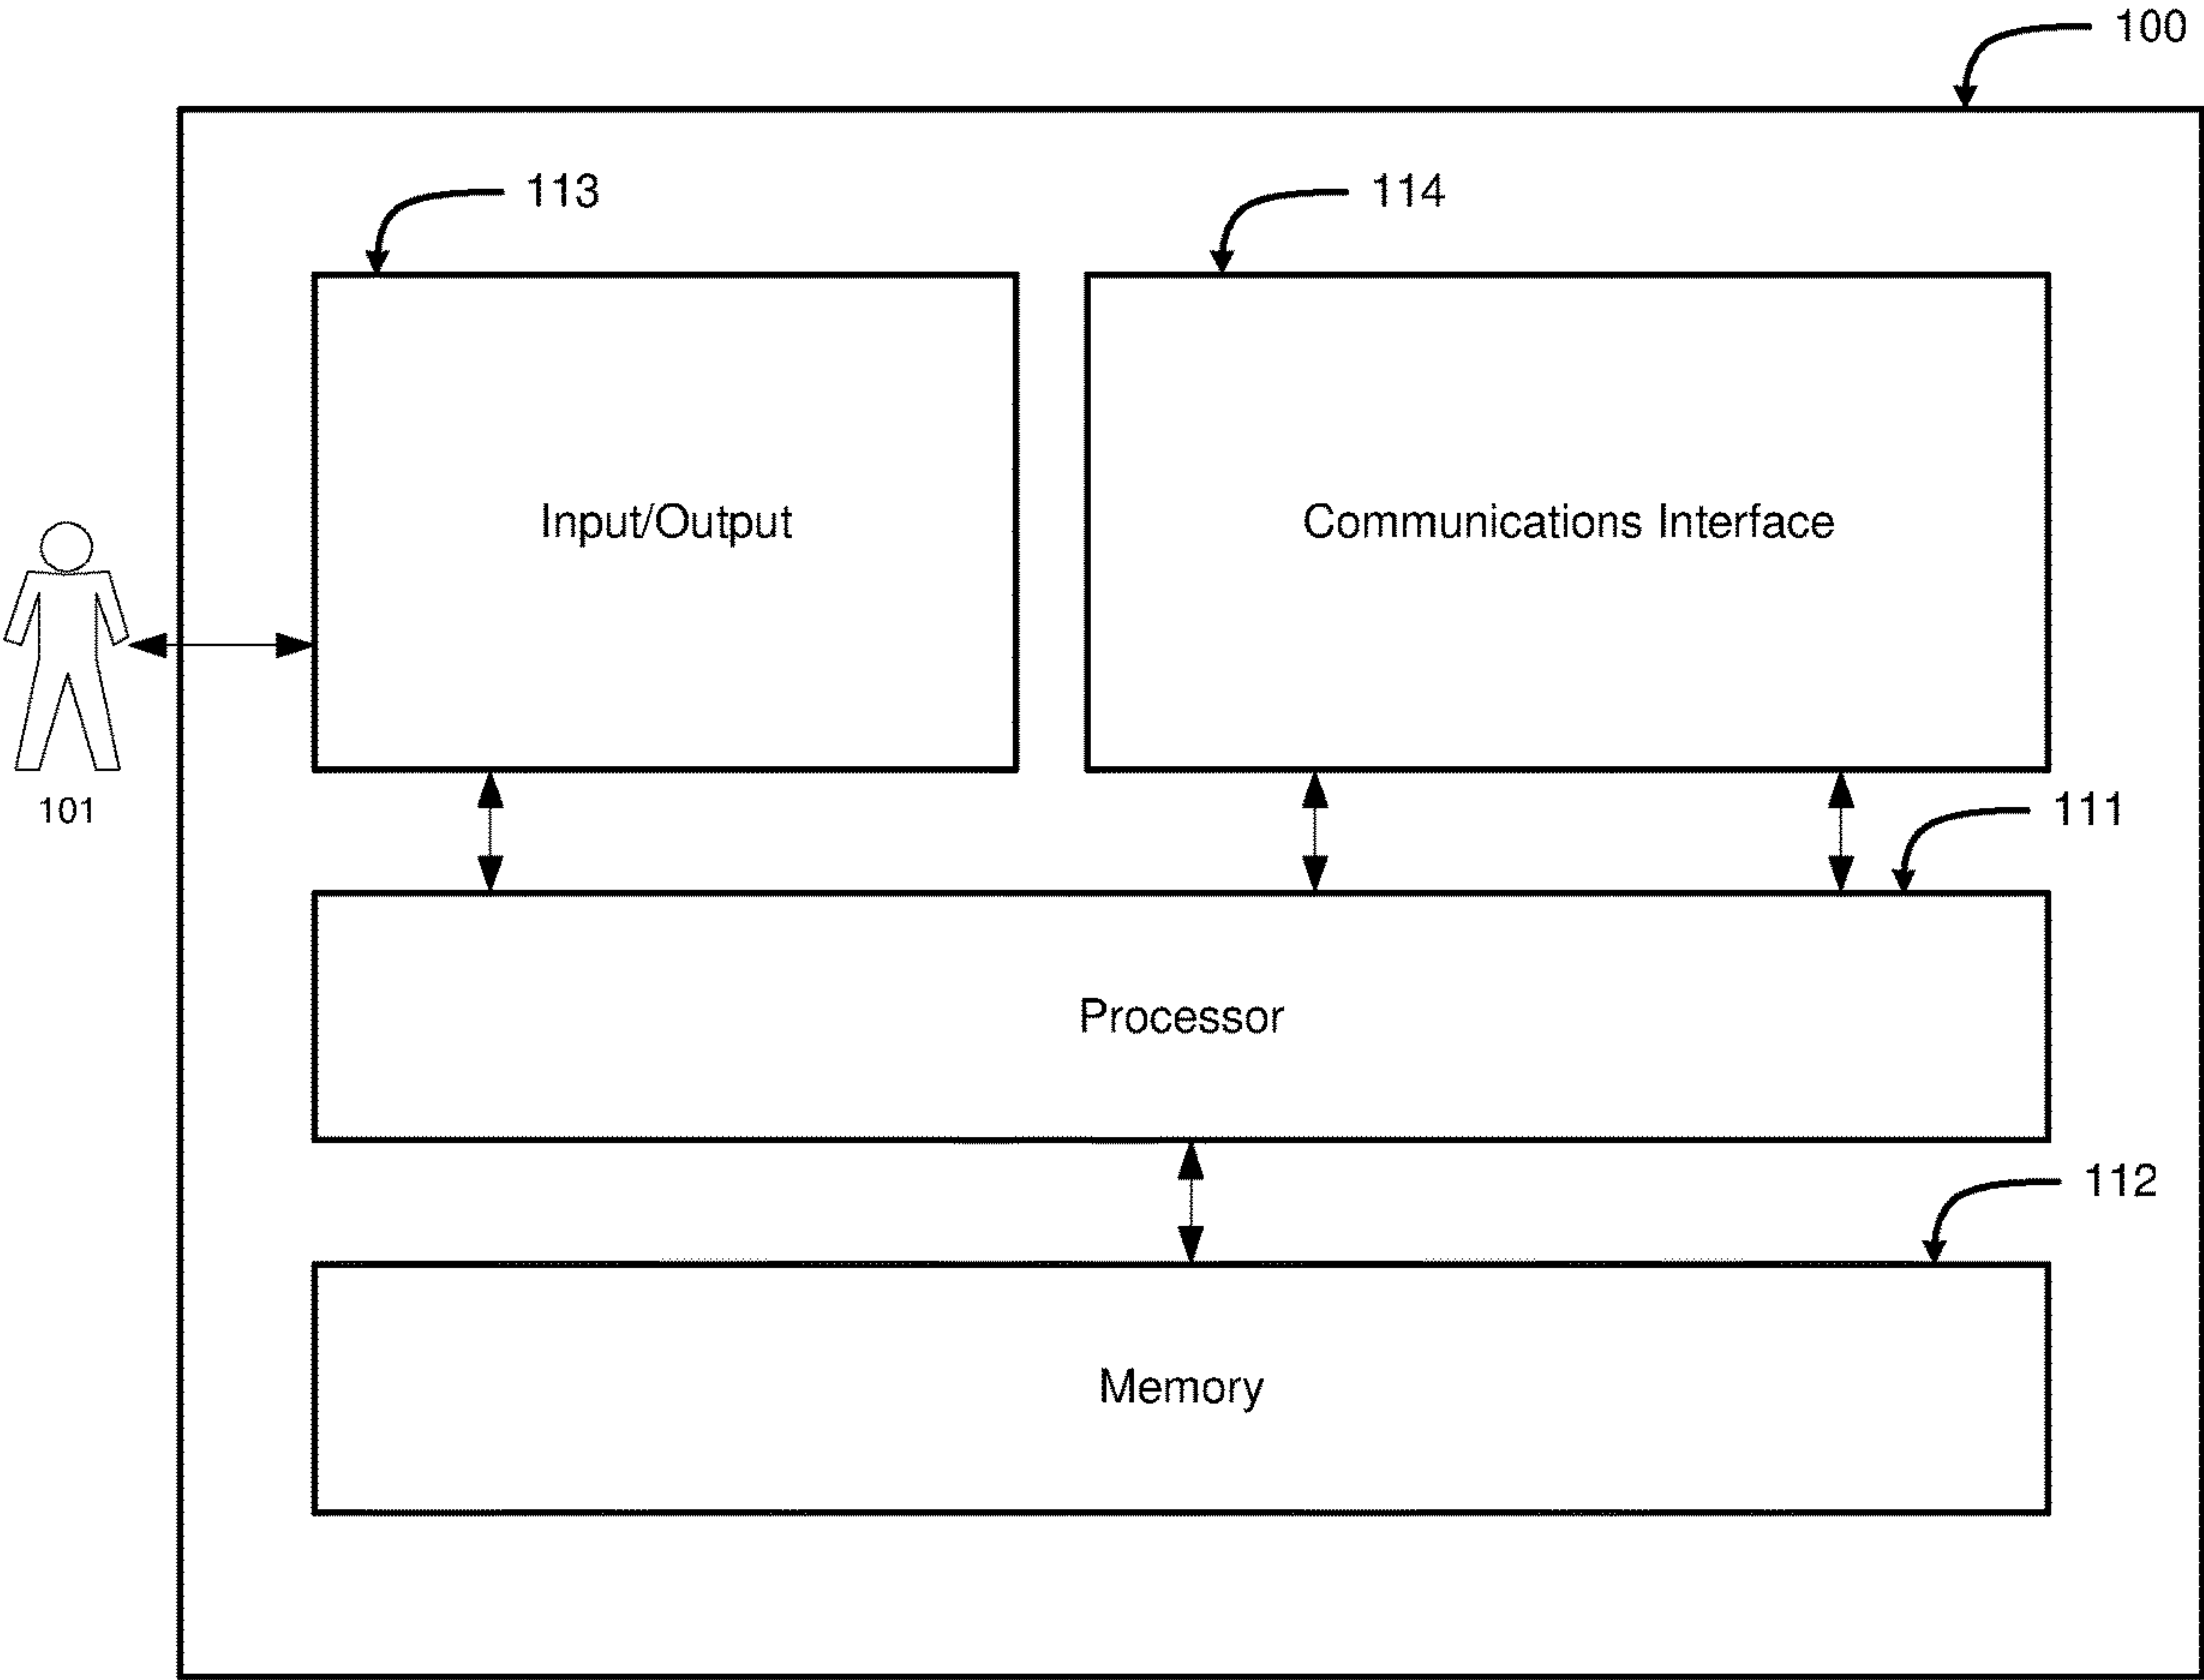 100
113
114
Input/Output
Communications Interface
101
111
Processor
112
Memory